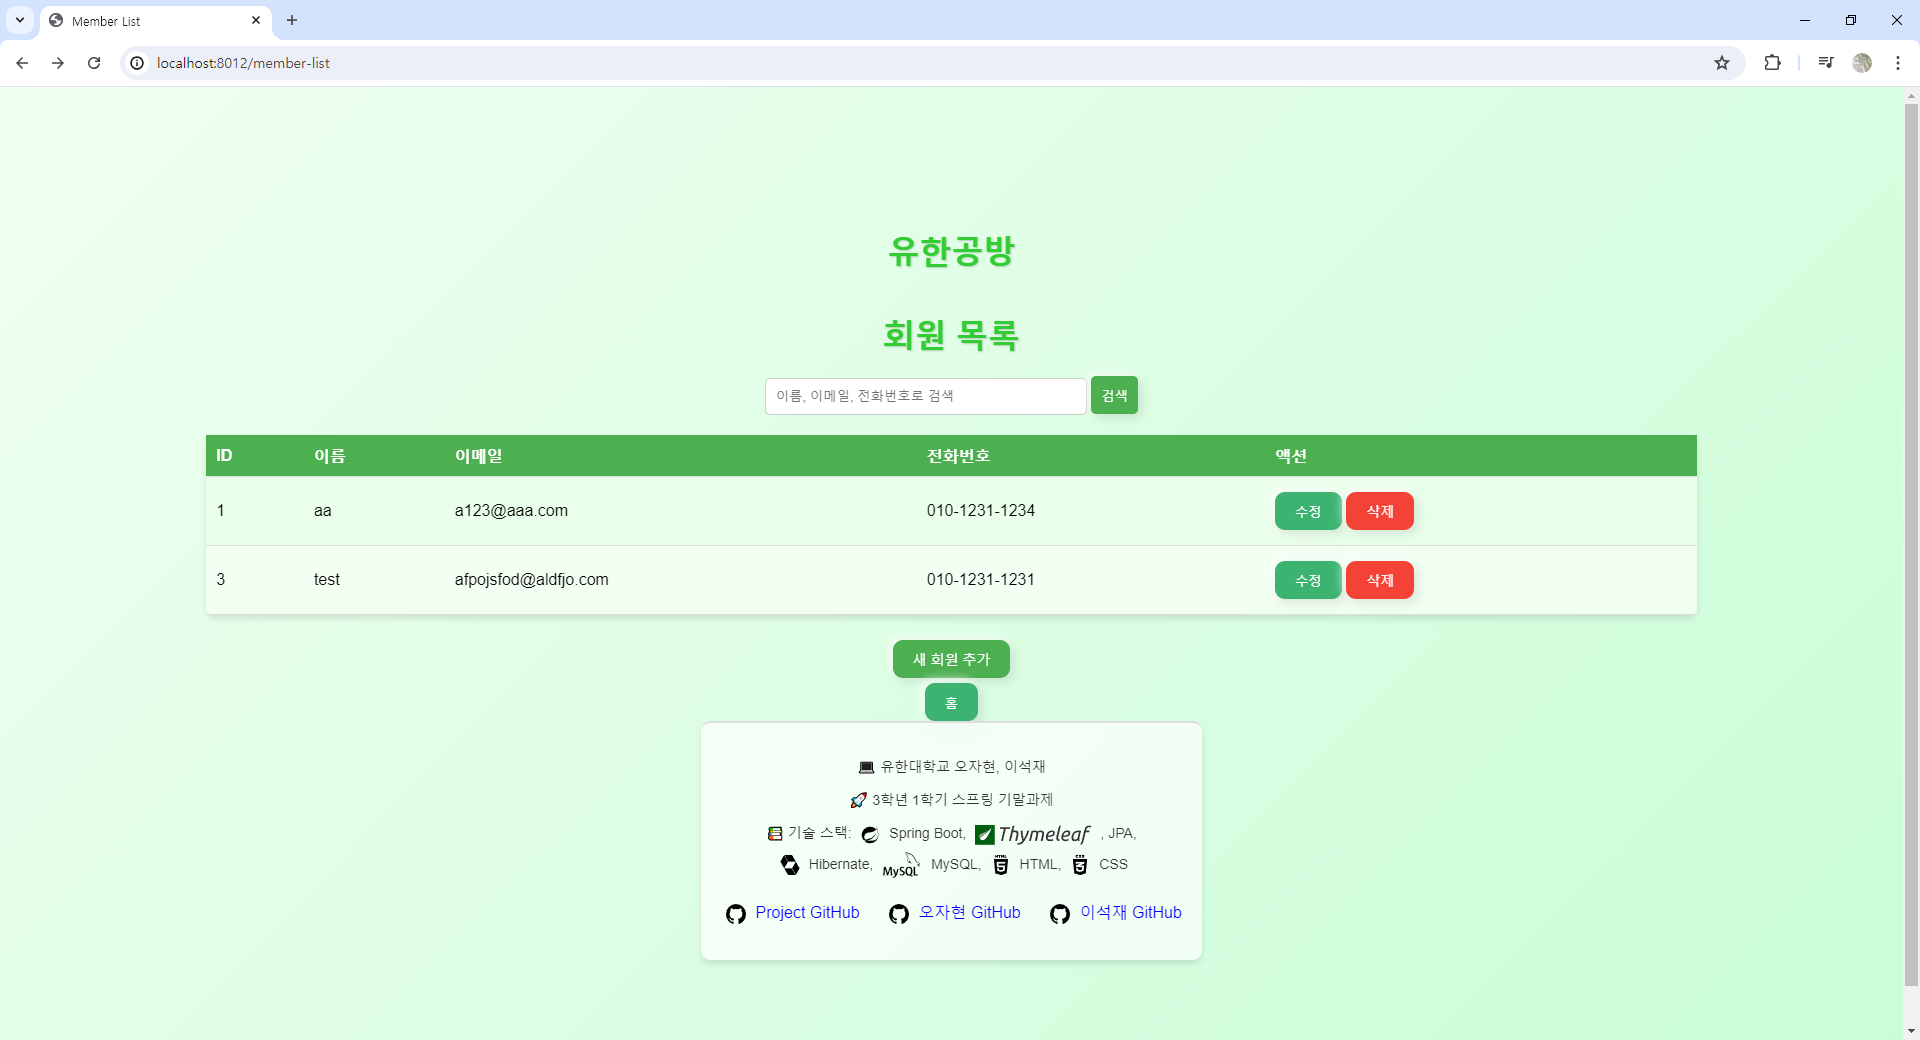 Member List
localhost:8012/member-list
유한공방
회원 목록
이름, 이메일, 전화번호로 검색 검색
ID 이름 이메일 전화번호 액션
1 aa a123@aaa.com 010-1231-1234 수정 삭제
3 test afpojsfod@aldfjo.com 010-1231-1231 수정 삭제
새 회원 추가
홈
유한대학교 오자현, 이석재
3학년 1학기 스프링 기말과제
기술 스택: Spring Boot, Thymeleaf , JPA,
Hibernate, MySQL MySQL, HTML HTML, CSS CSS
Project GitHub 오자현 GitHub 이석재 GitHub